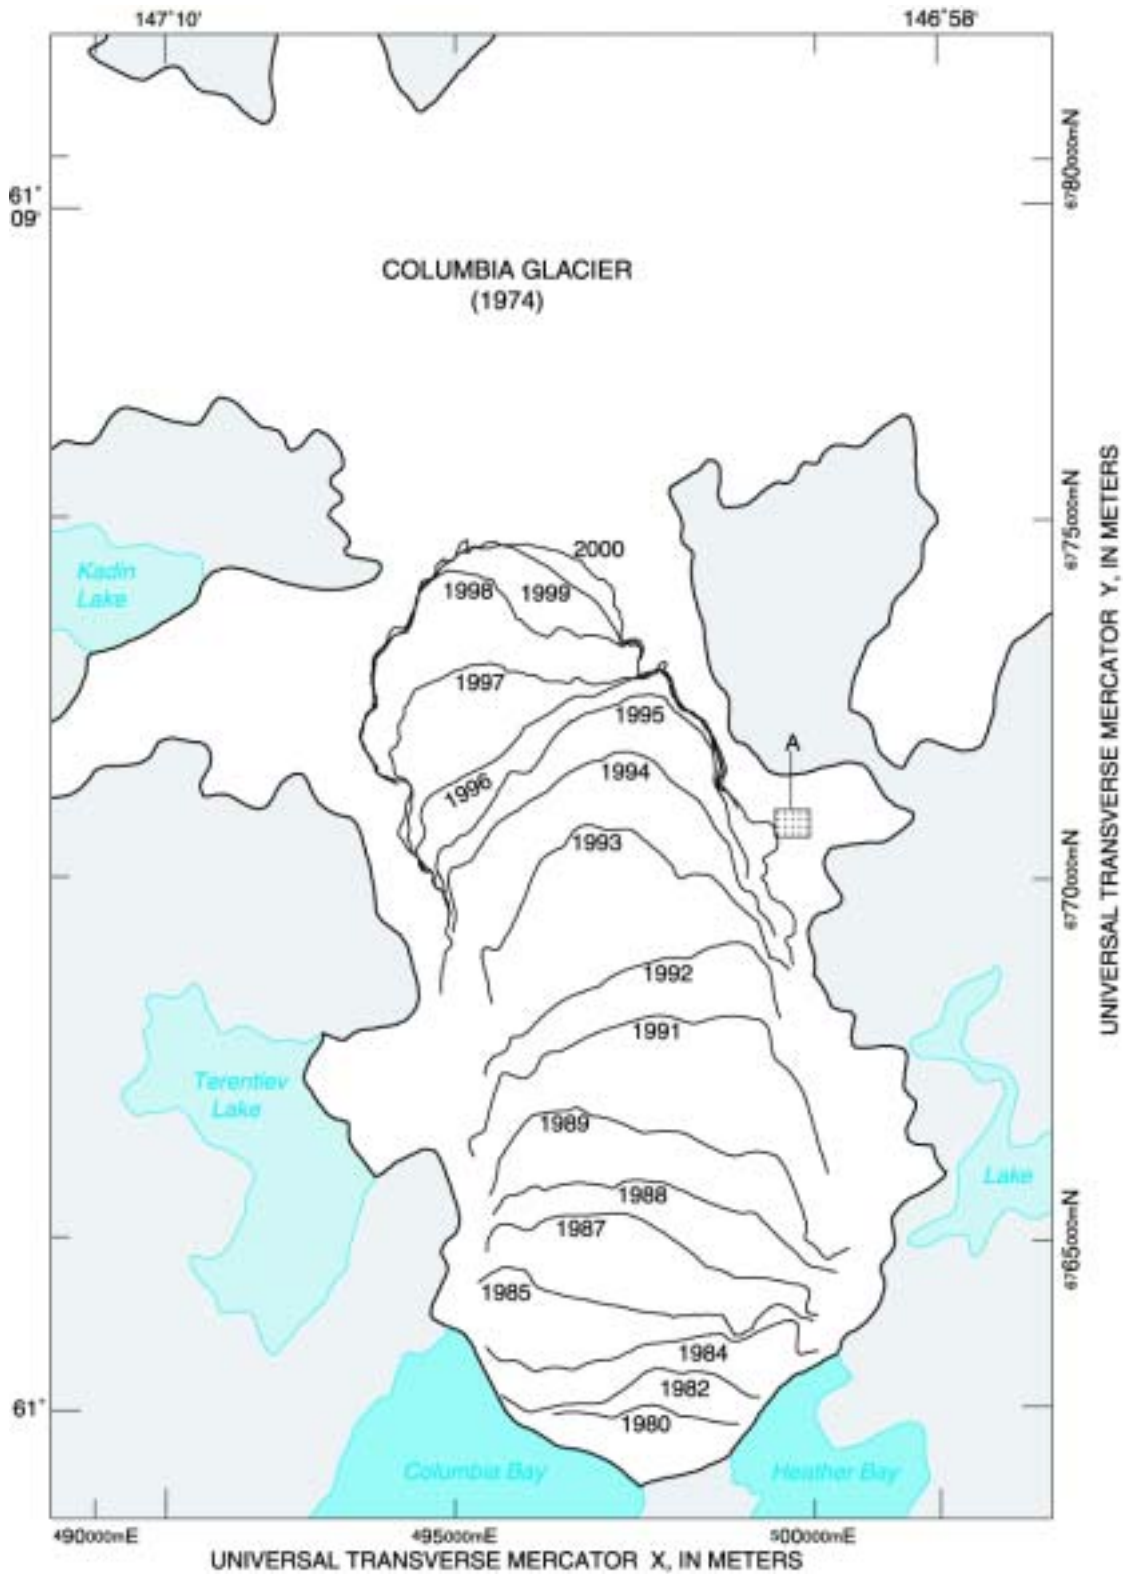 147°10'
146°58'
61°
09'
6780000mN
COLUMBIA GLACIER
(1974)
6775000mN
2000
Kadin
Lake
1998
1999
1997
1995
A
1996
1994
1993
UNIVERSAL TRANSVERSE MERCATOR Y, IN METERS
6770000mN
1992
1991
Terentiev
Lake
1989
Lake
1988
1987
6765000mN
1985
1984
1982
61°
1980
Columbia Bay
Heather Bay
490000mE
495000mE
500000mE
UNIVERSAL TRANSVERSE MERCATOR X, IN METERS